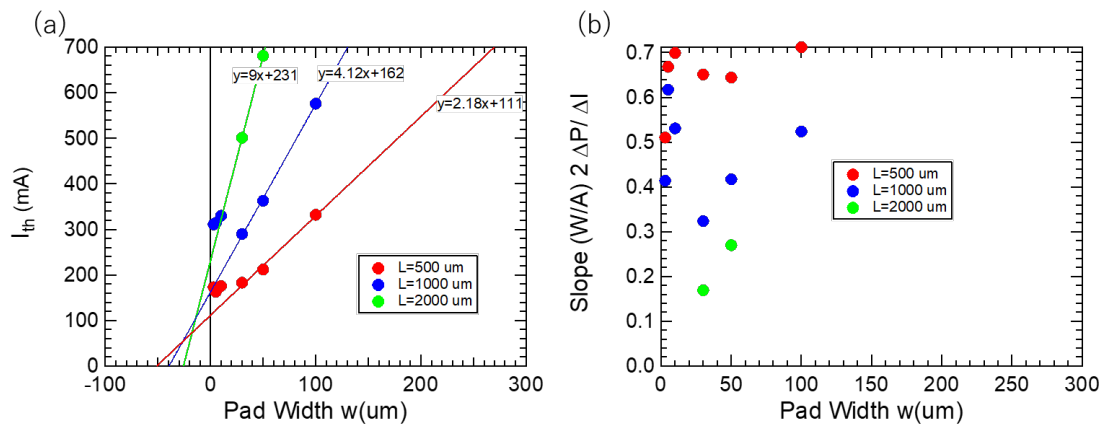 (a)
700
600
500
400
300
200
100
0
I_th (mA)
-100
0
100
200
300
Pad Width w(um)
y=9x+231
y=4.12x+162
y=2.18x+111
L=500 um
L=1000 um
L=2000 um
(b)
0.7
0.6
0.5
0.4
0.3
0.2
0.1
0.0
Slope (W/A) 2 ΔP/ ΔI
0
50
100
150
200
250
300
Pad Width w(um)
L=500 um
L=1000 um
L=2000 um